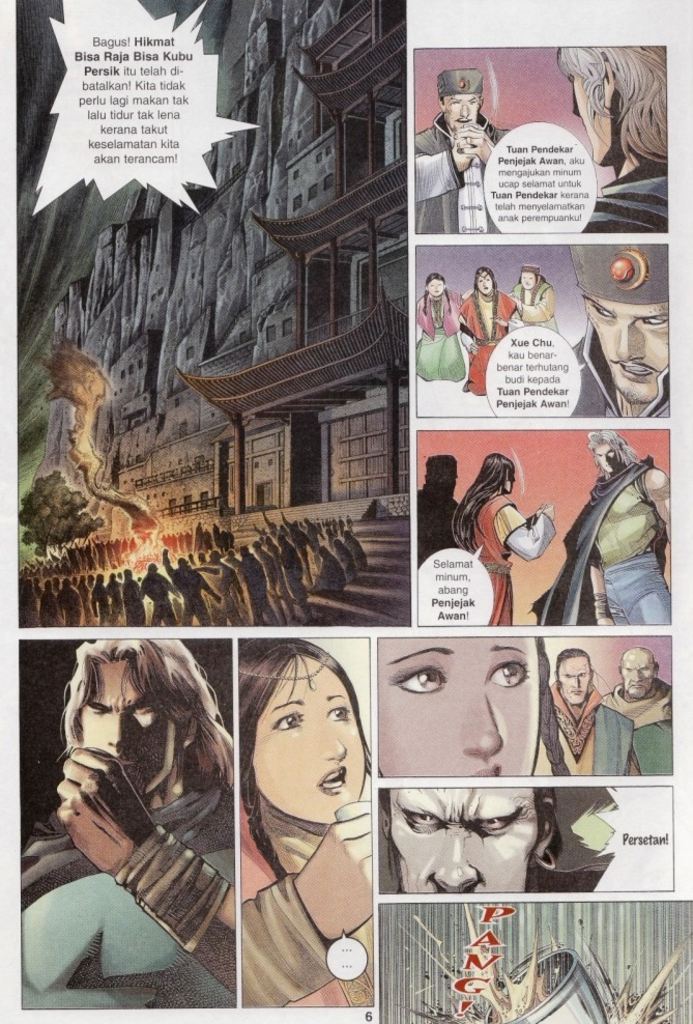 Bagus! Hikmat
Bisa Raja Bisa Kubu
Persik itu telah di-
batalkan! Kita tidak
perlu lagi makan tak
lalu tidur tak lena
kerana takut
keselamatan kita
akan terancam!
Tuan Pendekar
Penjejak Awan, aku
mengajukan minum
ucap selamat untuk
Tuan Pendekar kerana
telah menyelamatkan
anak perempuanku!
Xue Chu,
kau benar-
benar terhutang
budi kepada
Tuan Pendekar
Penjejak Awan!
Selamat
minum,
abang
Penjejak
Awan!
...
...
Persetan!
PANG!
6